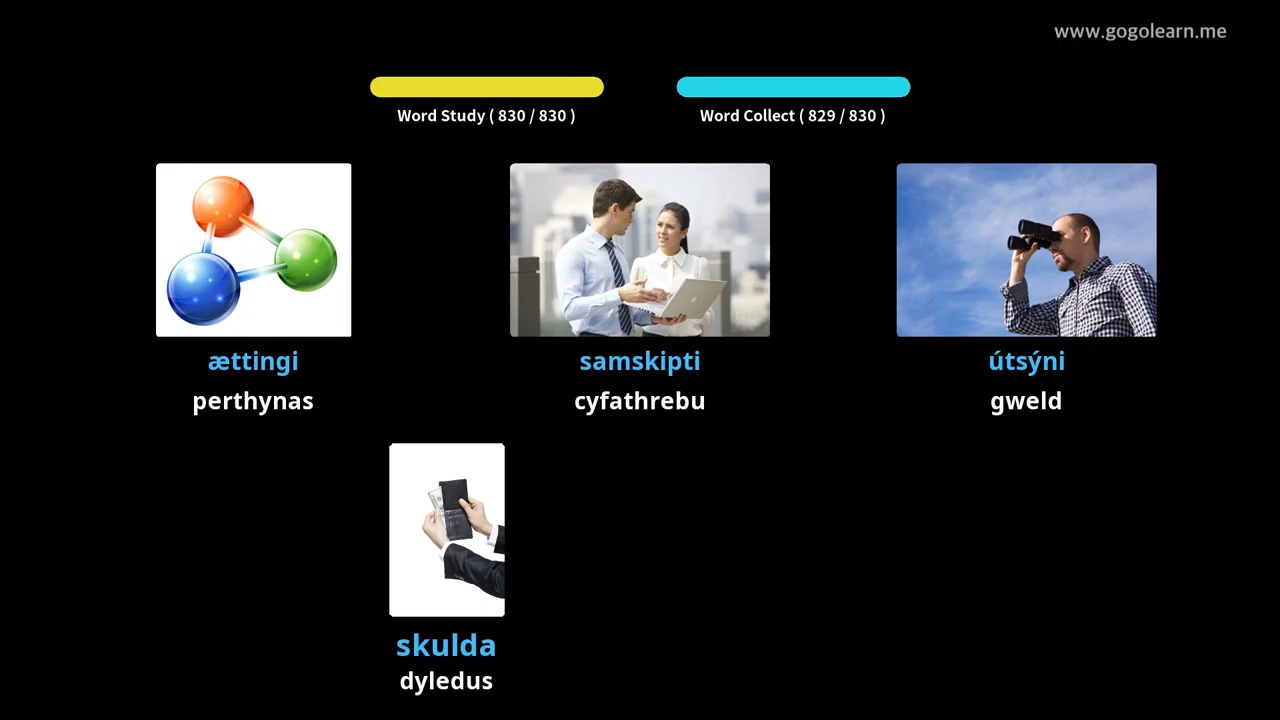 www.gogolearn.me
Word Study ( 830 / 830 )
Word Collect ( 829 / 830 )
ættingi
samskipti
útsýni
perthynas
cyfathrebu
gweld
skulda
dyledus